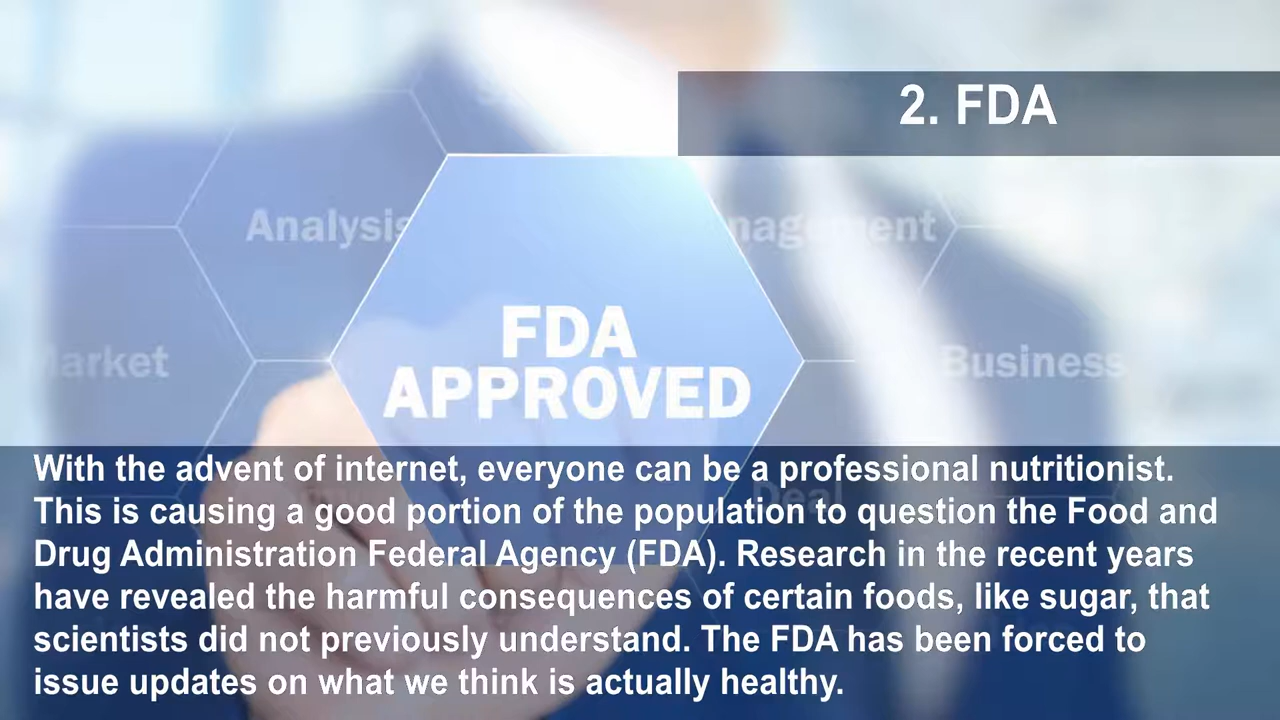 2. FDA
Analysis
Market
Business
FDA
APPROVED
Deal
With the advent of internet, everyone can be a professional nutritionist.
This is causing a good portion of the population to question the Food and
Drug Administration Federal Agency (FDA). Research in the recent years
have revealed the harmful consequences of certain foods, like sugar, that
scientists did not previously understand. The FDA has been forced to
issue updates on what we think is actually healthy.